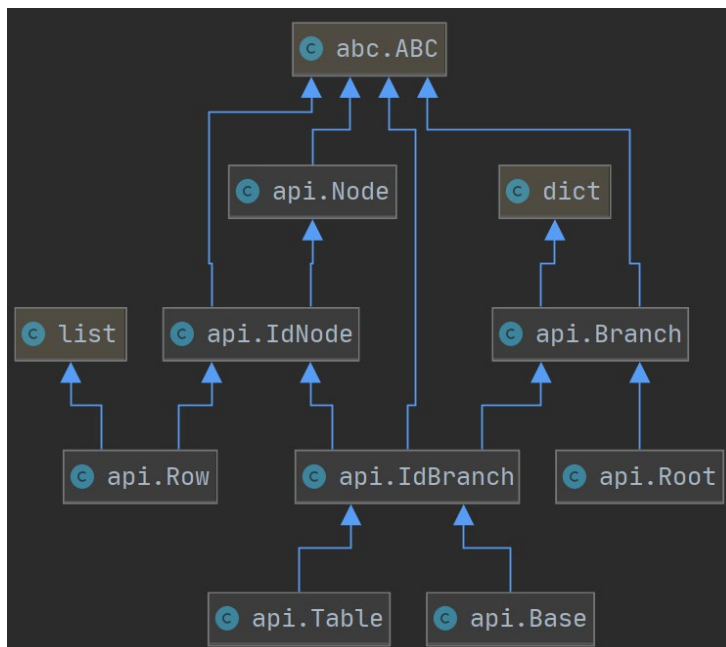 C abc.ABC
C api.Node
C dict
C list
C api.IdNode
C api.Branch
C api.Row
C api.IdBranch
C api.Root
C api.Table
C api.Base